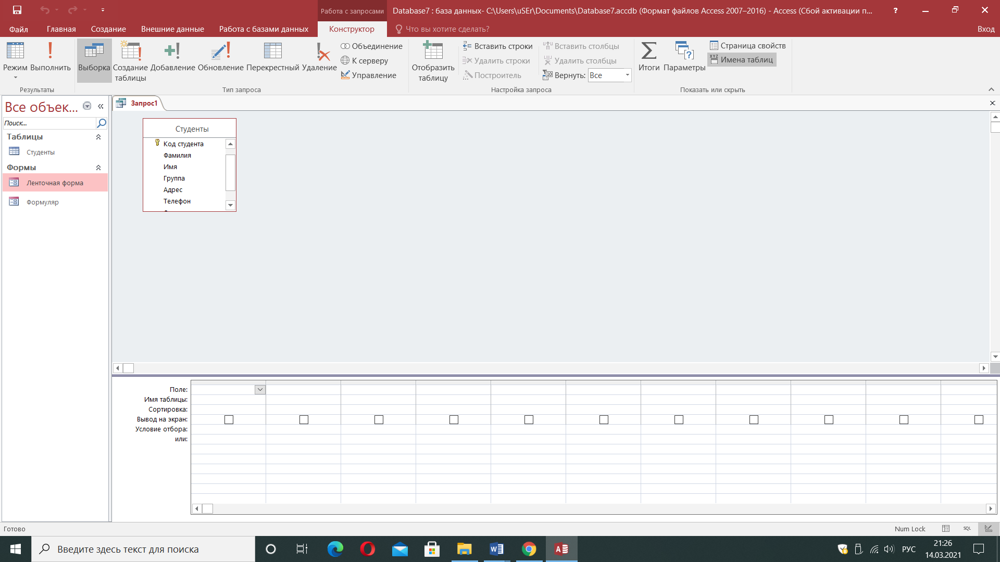 Работа с запросами
Database7 : база данных- C:\Users\uSEr\Documents\Database7.accdb (Формат файлов Access 2007–2016) - Access (Сбой активации п...
?
Файл
Главная
Создание
Внешние данные
Работа с базами данных
Конструктор
Что вы хотите сделать?
Вход
Режим
Выполнить
Результаты
Выборка
Создание
таблицы
Добавление
Обновление
Перекрестный
Удаление
Объединение
К серверу
Управление
Тип запроса
Отобразить
таблицу
Вставить строки
Удалить строки
Построитель
Вставить столбцы
Удалить столбцы
Вернуть: Все
Настройка запроса
Итоги
Параметры
Страница свойств
Имена таблиц
Показать или скрыть
Все объек...
Поиск...
Таблицы
Студенты
Формы
Ленточная форма
Формуляр
Запрос1
Студенты
Код студента
Фамилия
Имя
Группа
Адрес
Телефон
Поле:
Имя таблицы:
Сортировка:
Вывод на экран:
Условие отбора:
или:
Готово
Num Lock
SQL
Введите здесь текст для поиска
РУС
21:26
14.03.2021